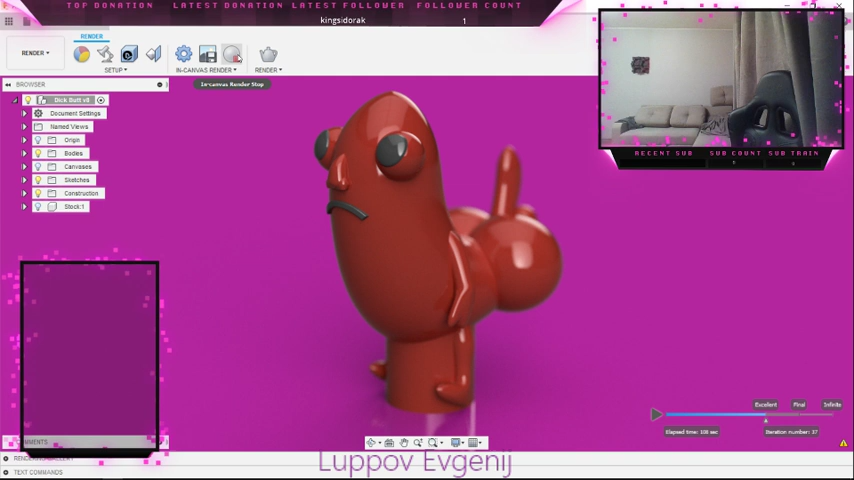 TOP DONATION LATEST DONATION LATEST FOLLOWER FOLLOWER COUNT
kingsidorak 1
RENDER
RENDER
SETUP
IN-CANVAS RENDER
RENDER
In-canvas Render Stop
BROWSER
Dick Butt v8
Document Settings
Named Views
Origin
Bodies
Canvases
Sketches
Construction
Stock:1
RECENT SUB SUB COUNT SUB TRAIN
Excellent Final Infinite
Elapsed time: 108 sec Iteration number: 37
Luppov Evgenij
TEXT COMMANDS